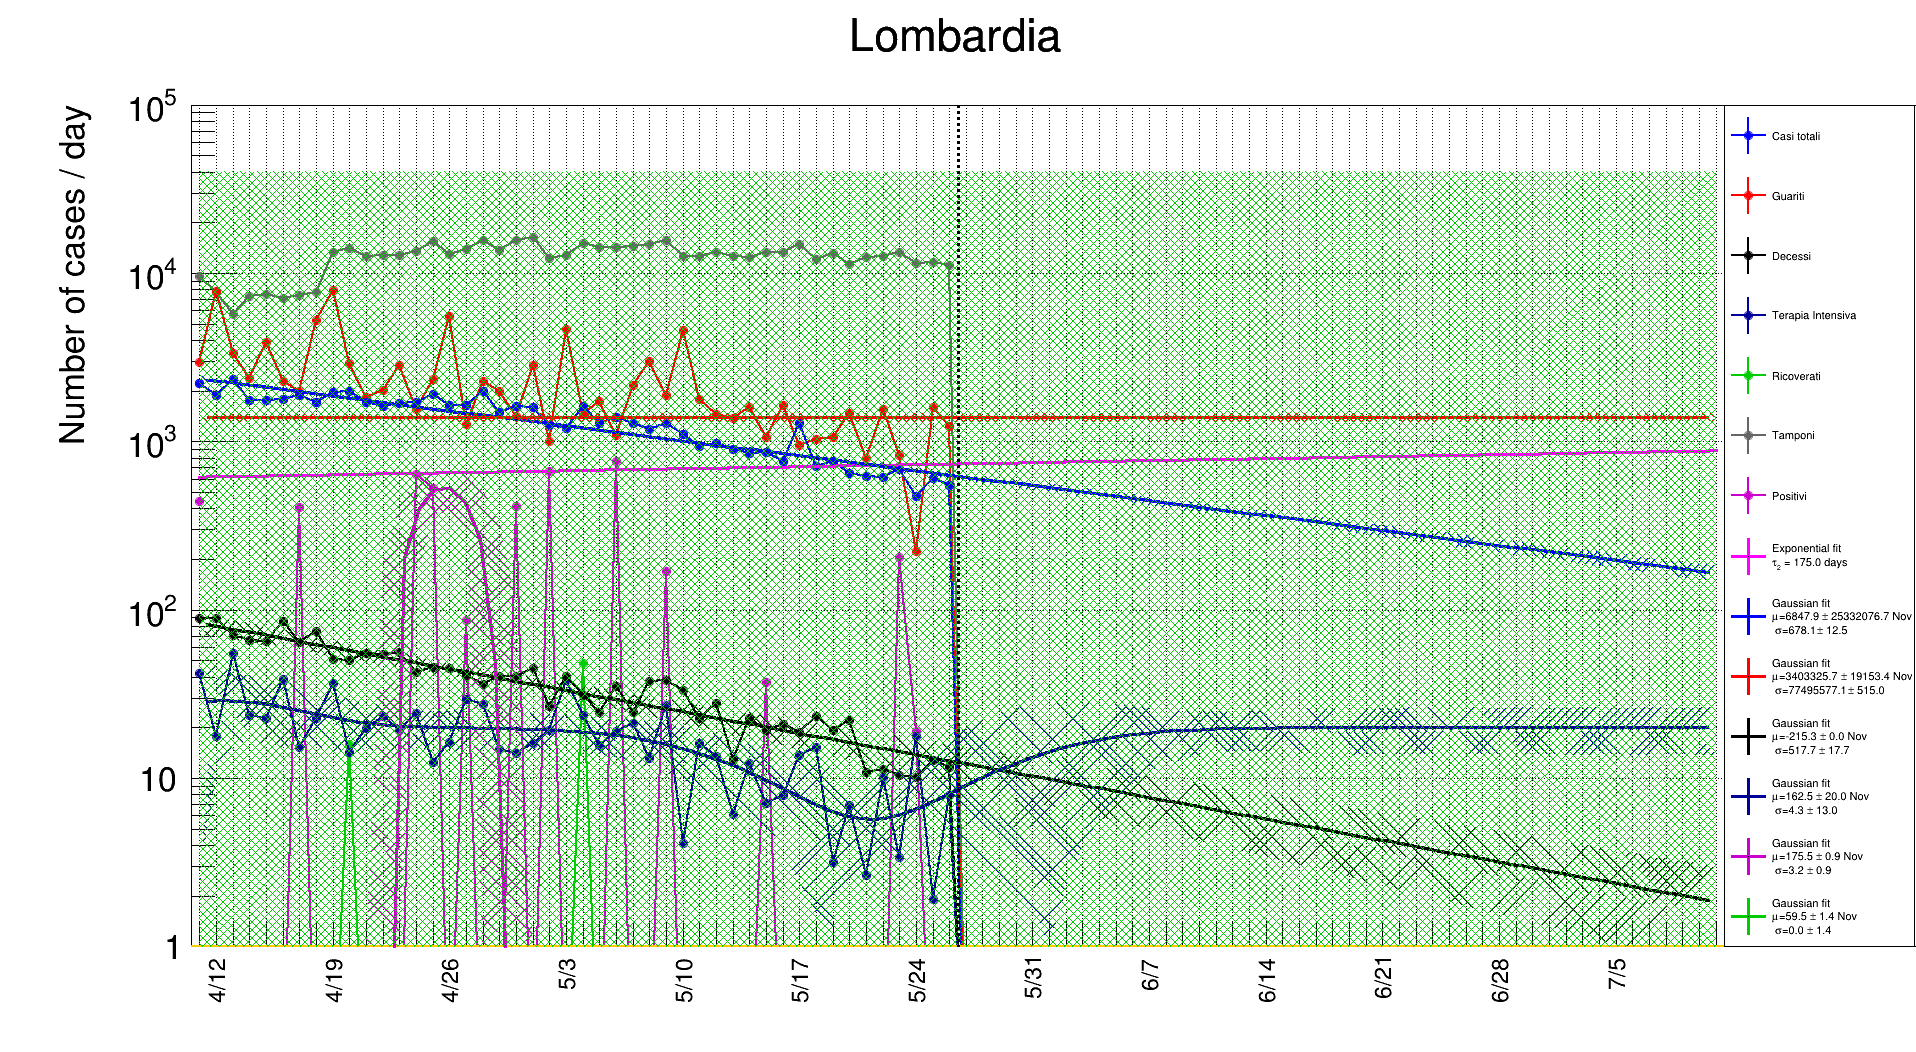 Lombardia
Number of cases / day
10^5
10^4
10^3
10^2
10
1
4/12
4/19
4/26
5/3
5/10
5/17
5/24
5/31
6/7
6/14
6/21
6/28
7/5
Casi totali
Guariti
Decessi
Terapia Intensiva
Ricoverati
Tamponi
Positivi
Exponential fit
τ₂ = 175.0 days
Gaussian fit
μ=6847.9 ± 25332076.7 Nov
σ=678.1 ± 12.5
Gaussian fit
μ=3403325.7 ± 19153.4 Nov
σ=77495577.1 ± 515.0
Gaussian fit
μ=-215.3 ± 0.0 Nov
σ=517.7 ± 17.7
Gaussian fit
μ=162.5 ± 20.0 Nov
σ=4.3 ± 13.0
Gaussian fit
μ=175.5 ± 0.9 Nov
σ=3.2 ± 0.9
Gaussian fit
μ=59.5 ± 1.4 Nov
σ=0.0 ± 1.4